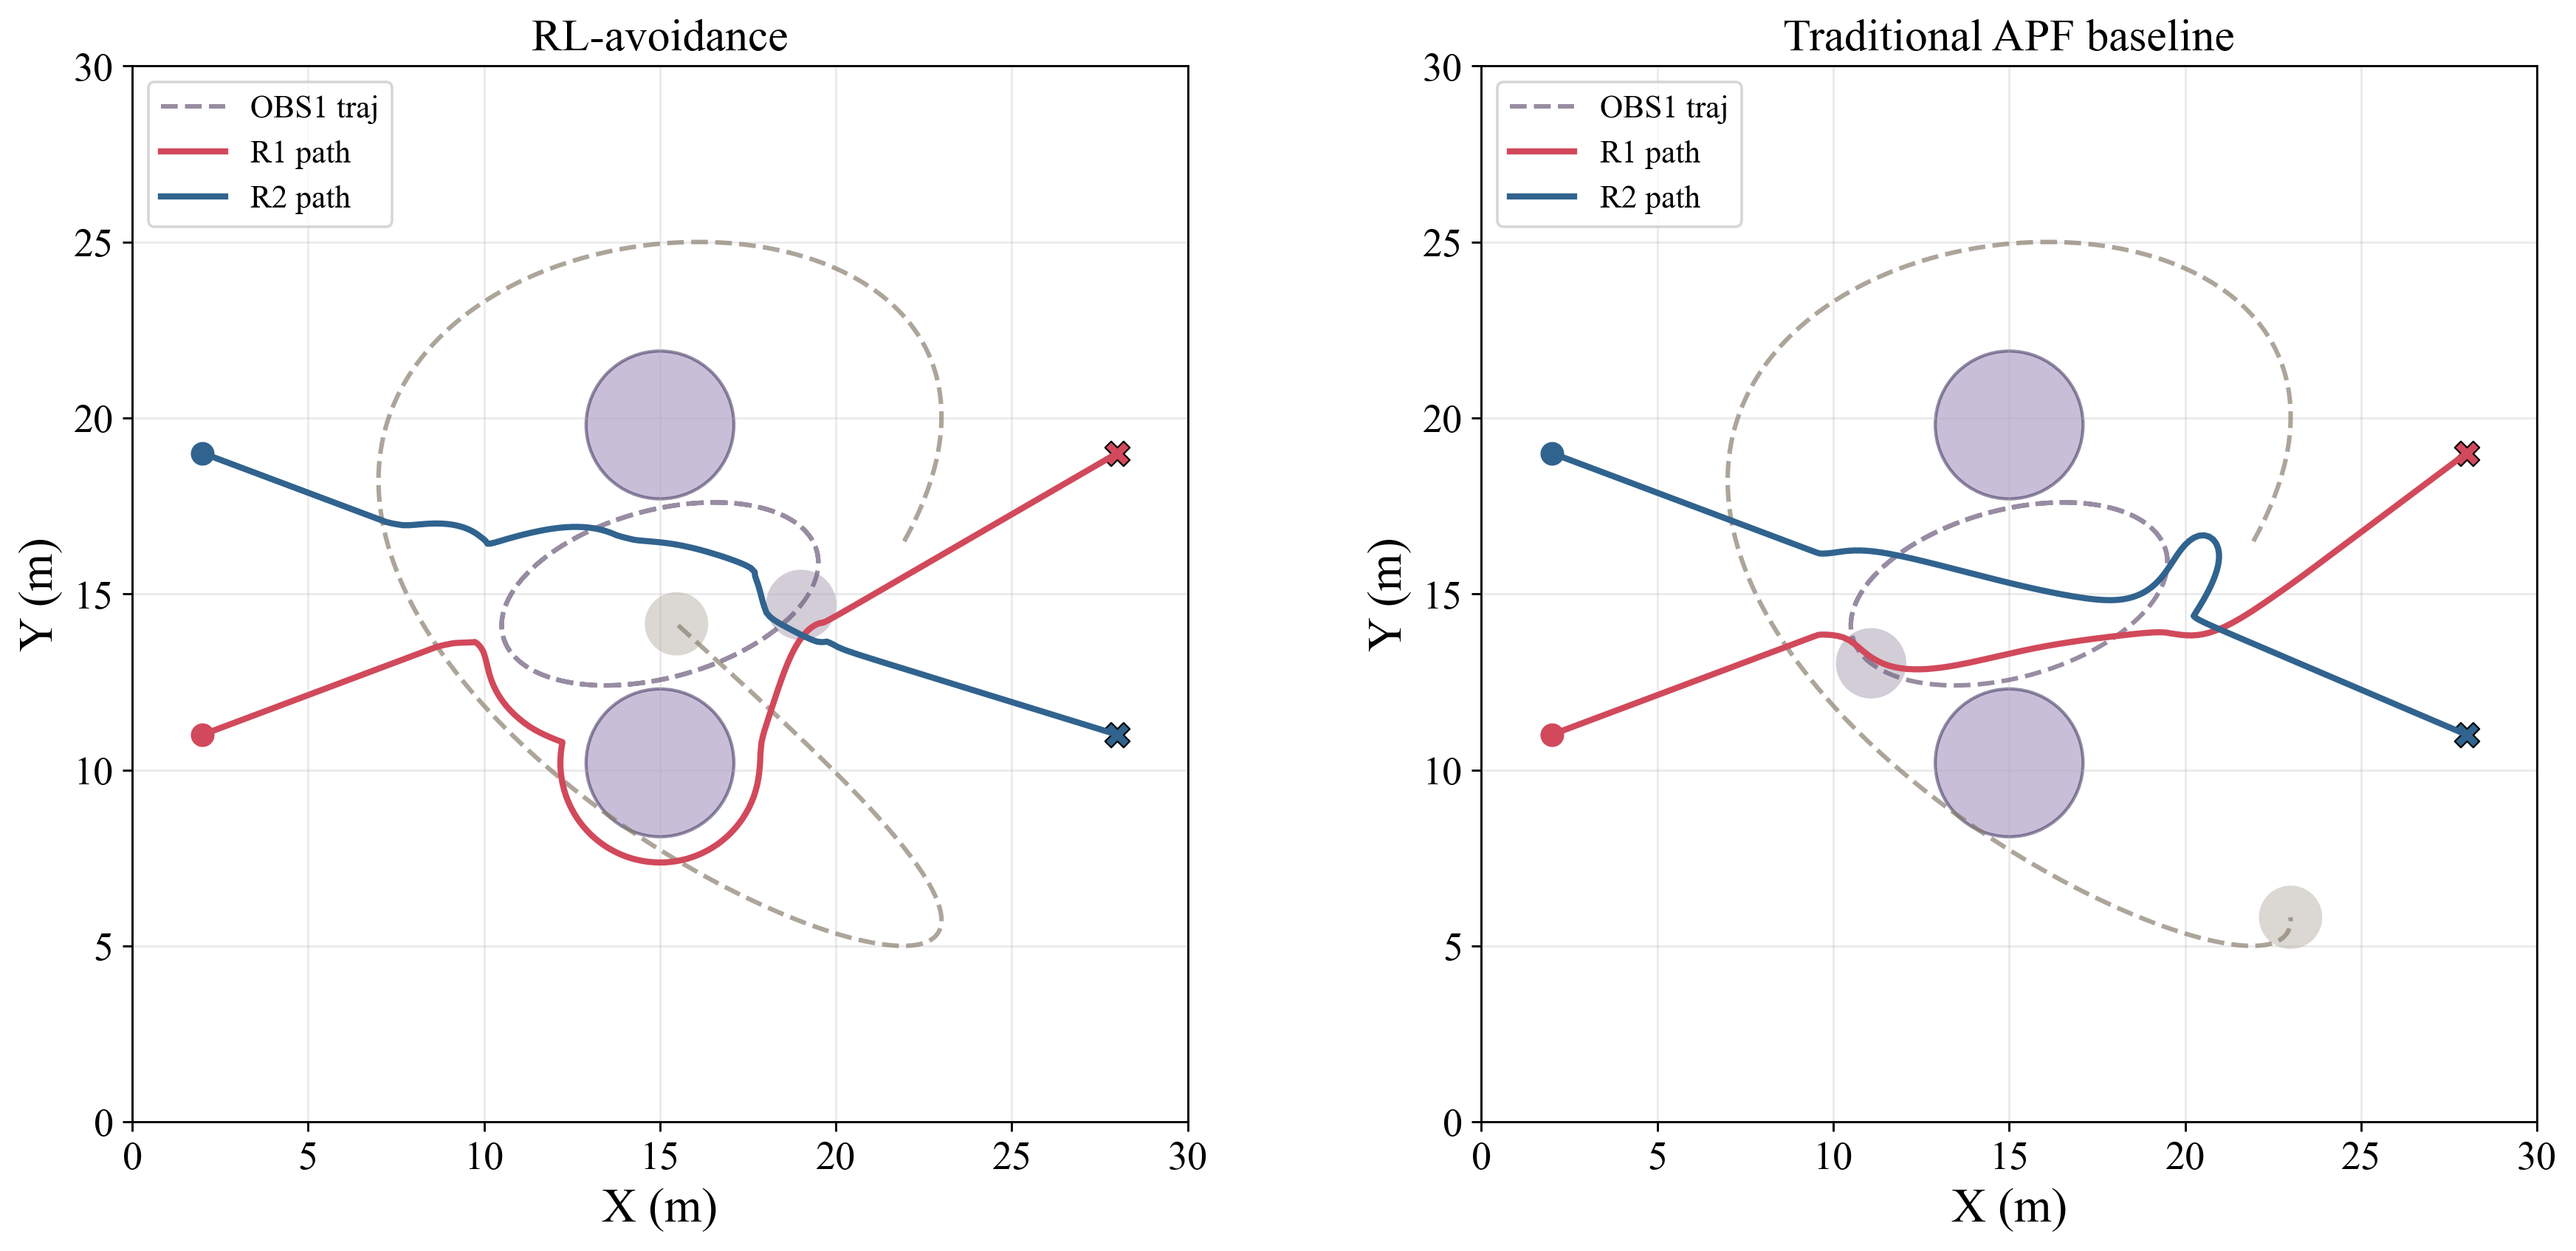 RL-avoidance
30
25
20
15
10
5
0
Y (m)
OBS1 traj
R1 path
R2 path
0 5 10 15 20 25 30
X (m)
Traditional APF baseline
30
25
20
15
10
5
0
Y (m)
OBS1 traj
R1 path
R2 path
0 5 10 15 20 25 30
X (m)